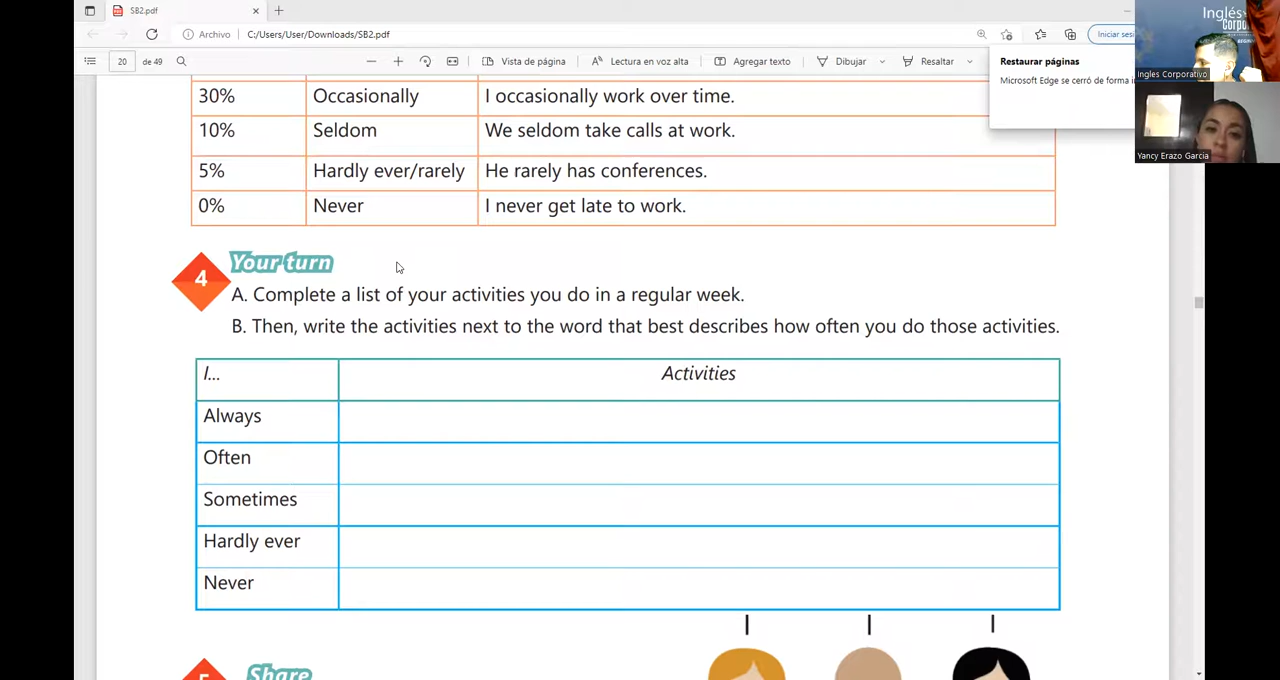 SB2.pdf
Archivo
C:/Users/User/Downloads/SB2.pdf
20
de 49
Vista de página
Lectura en voz alta
Agregar texto
Dibujar
Resaltar
Iniciar sesi
Restaurar páginas
Microsoft Edge se cerró de forma i
Inglés
Corpo
Ingles Corporativo
Yancy Erazo Garcia
30% Occasionally I occasionally work over time.
10% Seldom We seldom take calls at work.
5% Hardly ever/rarely He rarely has conferences.
0% Never I never get late to work.
4 Your turn
A. Complete a list of your activities you do in a regular week.
B. Then, write the activities next to the word that best describes how often you do those activities.
I... Activities
Always
Often
Sometimes
Hardly ever
Never
5 Share